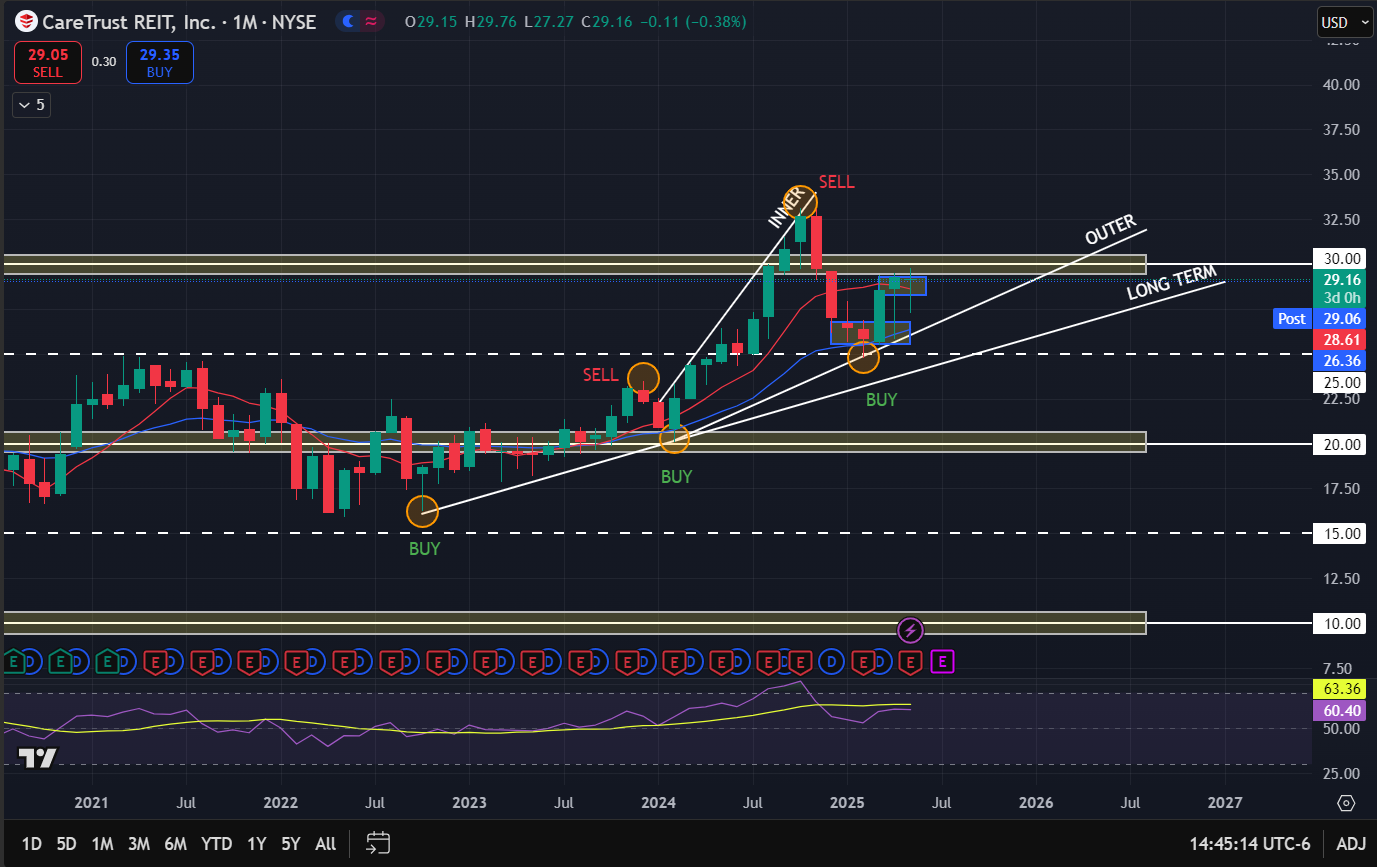 CareTrust REIT, Inc. · 1M · NYSE O29.15 H29.76 L27.27 C29.16 −0.11 (−0.38%)
USD
29.05 SELL 0.30 29.35 BUY
5
40.00
37.50
35.00
32.50
30.00
29.16
3d 0h
Post 29.06
28.61
26.36
25.00
22.50
20.00
17.50
15.00
12.50
10.00
7.50
INNER
SELL
OUTER
LONG TERM
SELL
BUY
BUY
BUY
E D E D E D E D E D E D E D E D E D E D E D E D E D E D E D E D E E D E D E E
63.36
60.40
50.00
25.00
2021 Jul 2022 Jul 2023 Jul 2024 Jul 2025 Jul 2026 Jul 2027
1D 5D 1M 3M 6M YTD 1Y 5Y All 14:45:14 UTC-6 ADJ